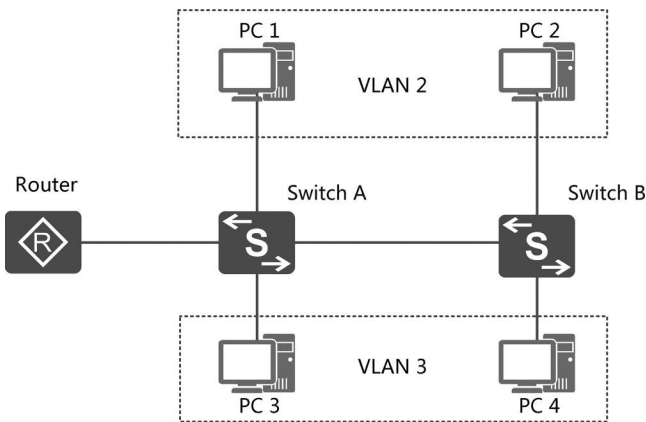 PC 1
PC 2
VLAN 2
Router
Switch A
Switch B
R
S
S
VLAN 3
PC 3
PC 4